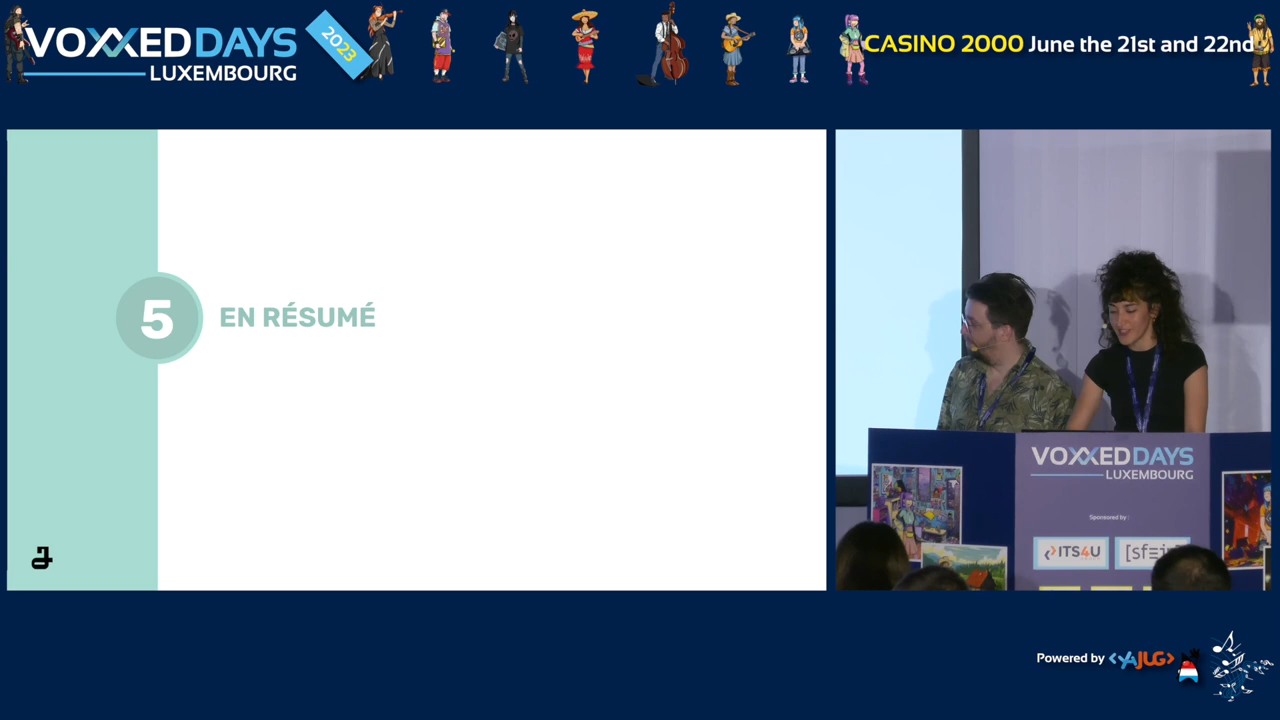 VOXXEDDAYS
LUXEMBOURG
2023
CASINO 2000 June the 21st and 22nd
5
EN RÉSUMÉ
VOXXEDDAYS
LUXEMBOURG
Sponsored by :
ITS4U
Powered by <YAJUG>